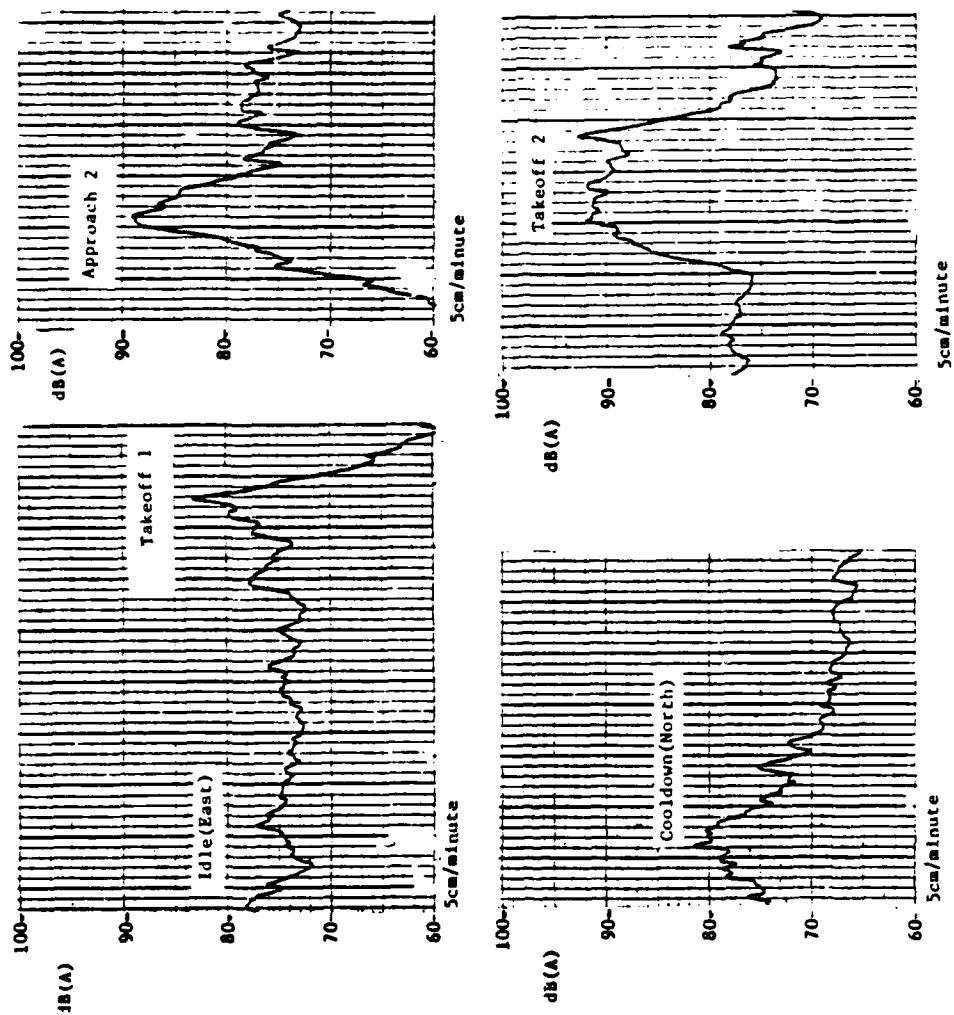 100-
dB(A)
90-
80-
70-
60-
Idle(East)
Takeoff 1
5cm/minute
100-
dB(A)
90-
80-
70-
60-
Approach 2
5cm/minute
100-
dB(A)
90-
80-
70-
60-
Cooldown(North)
5cm/minute
100-
dB(A)
90-
80-
70-
60-
Takeoff 2
5cm/minute